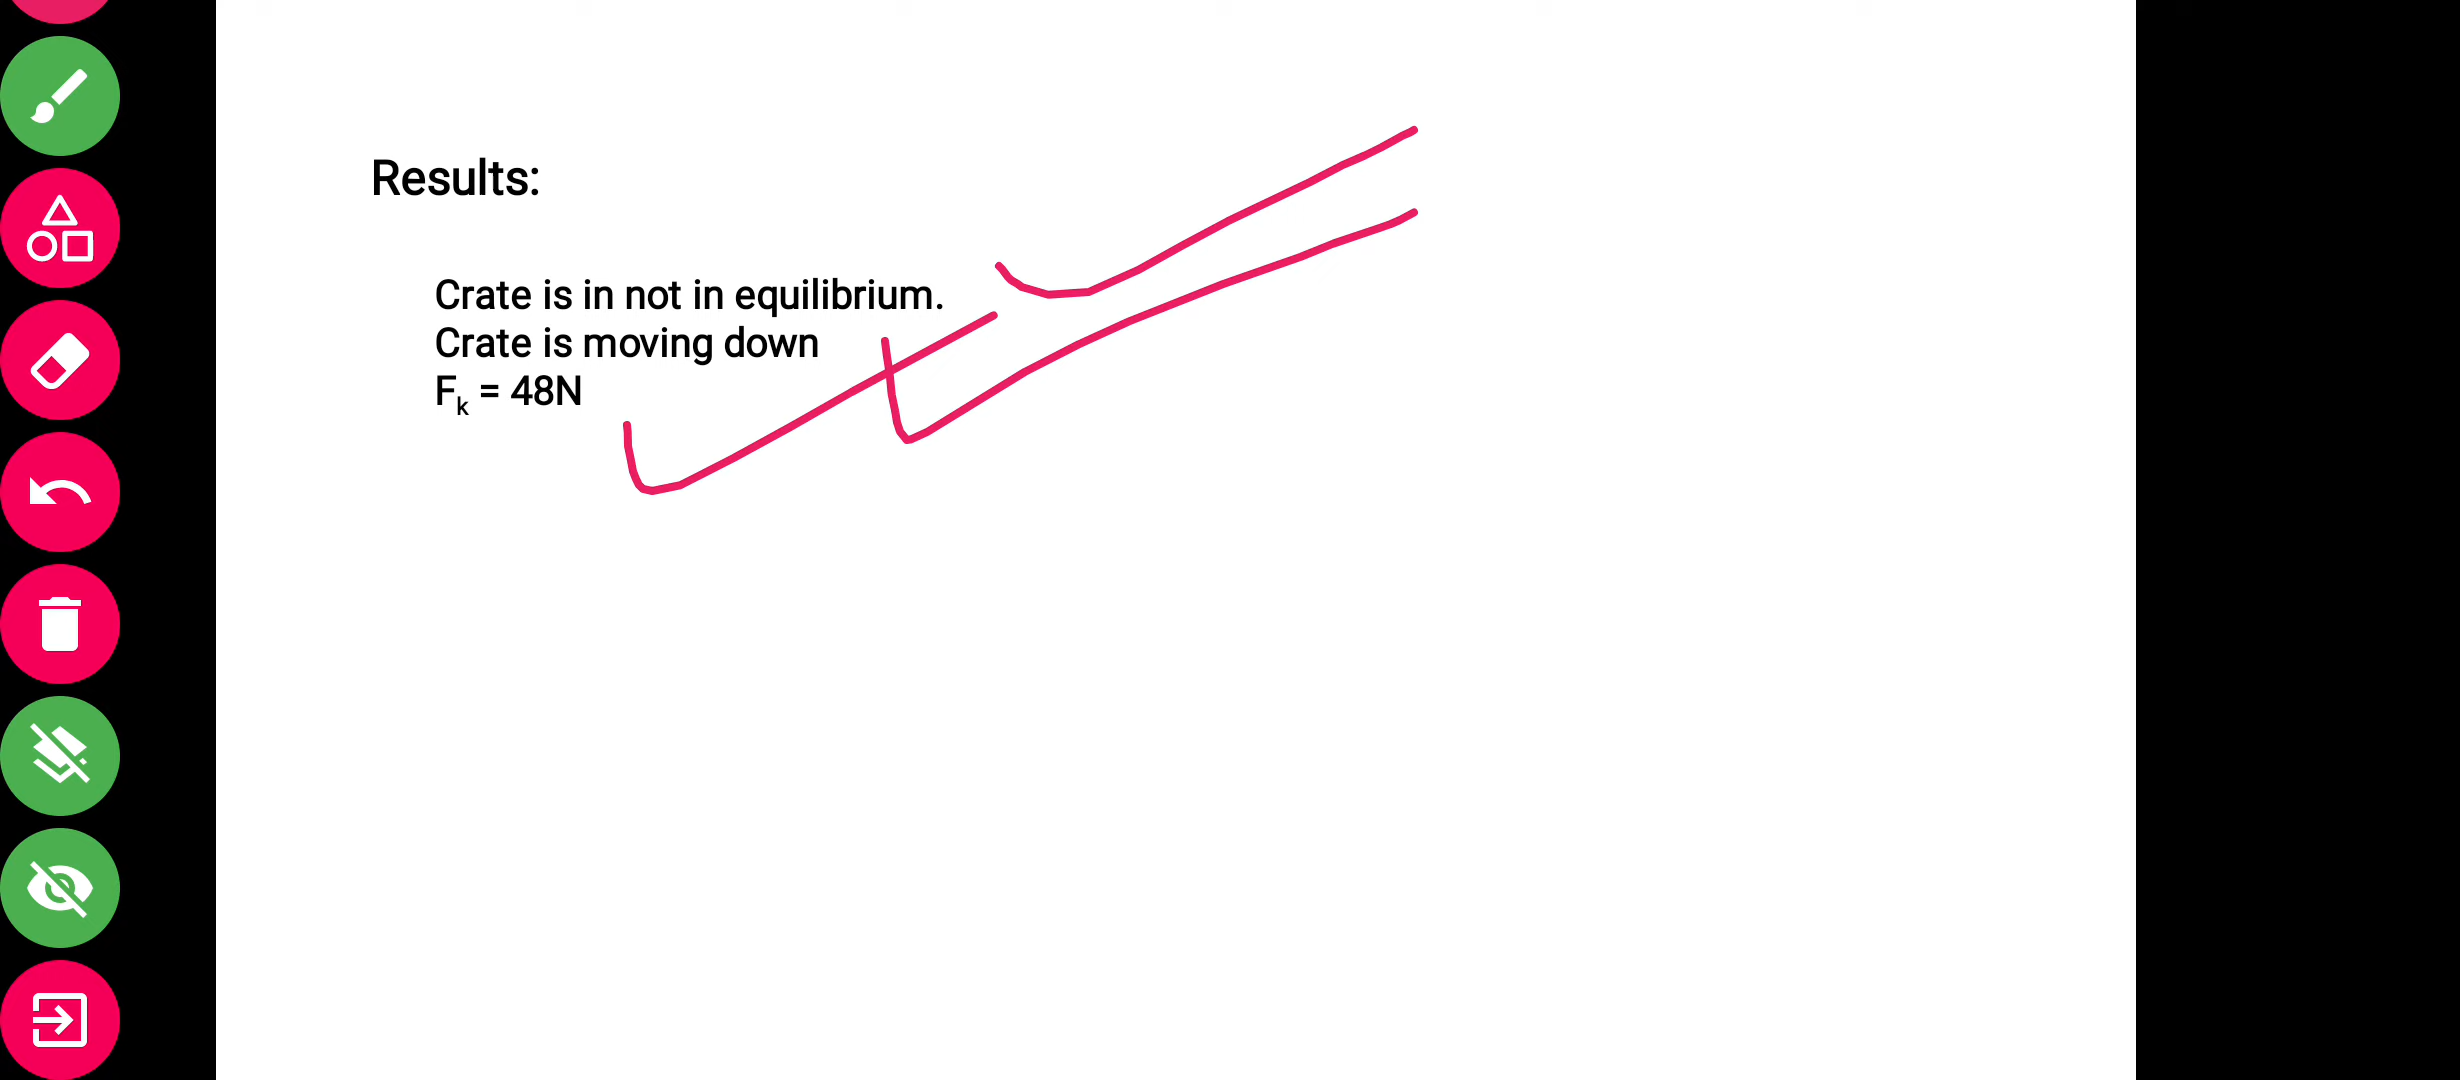 Results:
Crate is in not in equilibrium.
Crate is moving down
Fk = 48N